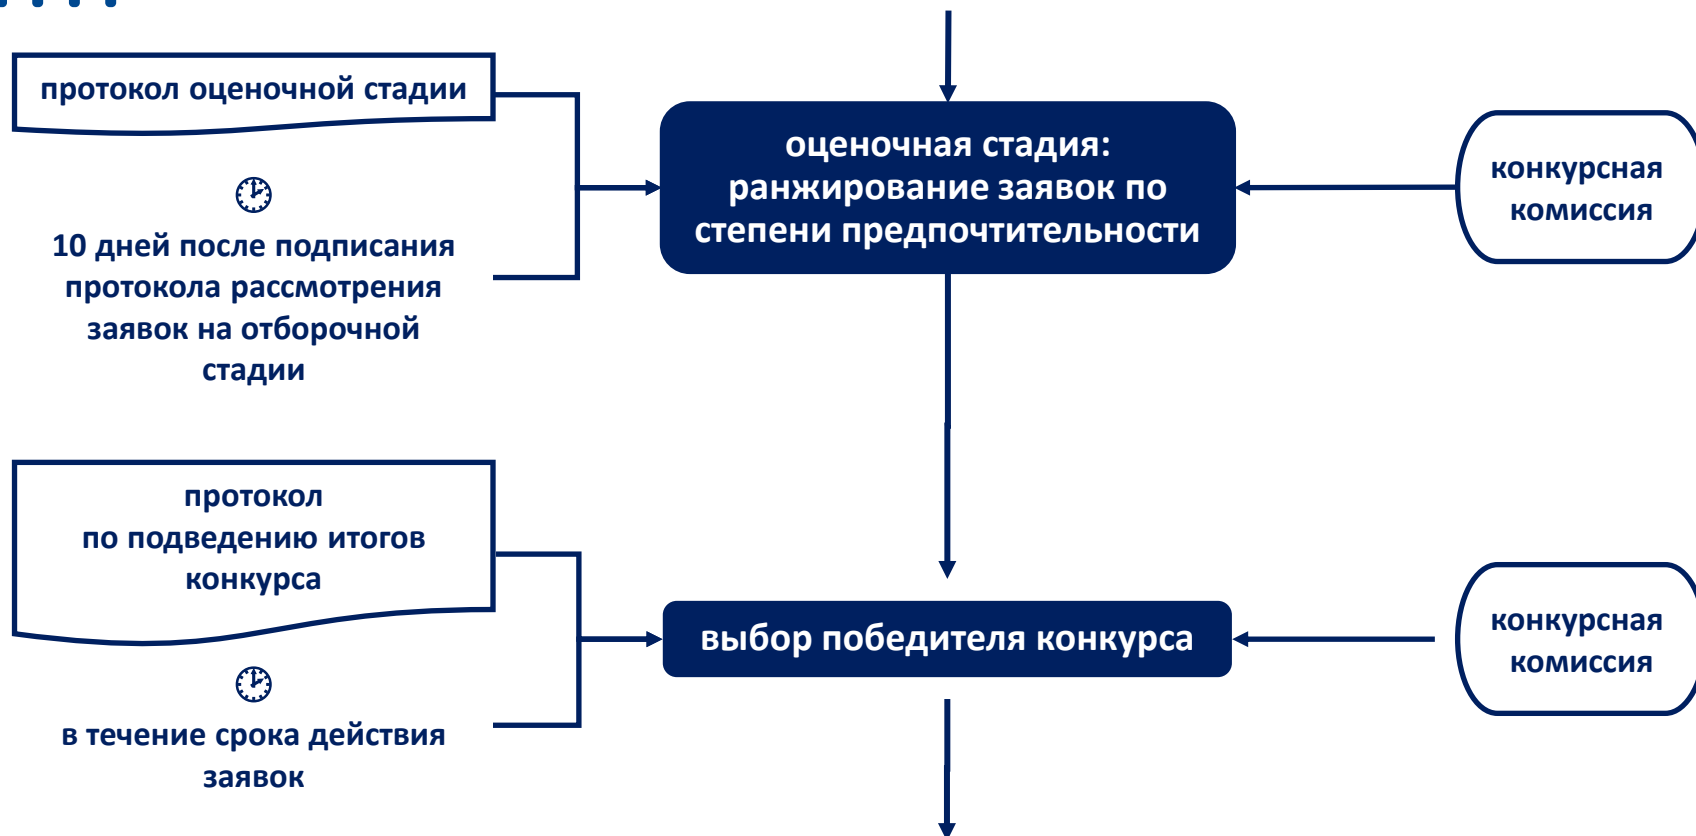 протокол оценочной стадии
10 дней после подписания
протокола рассмотрения
заявок на отборочной
стадии
оценочная стадия:
ранжирование заявок по
степени предпочтительности
конкурсная
комиссия
протокол
по подведению итогов
конкурса
в течение срока действия
заявок
выбор победителя конкурса
конкурсная
комиссия